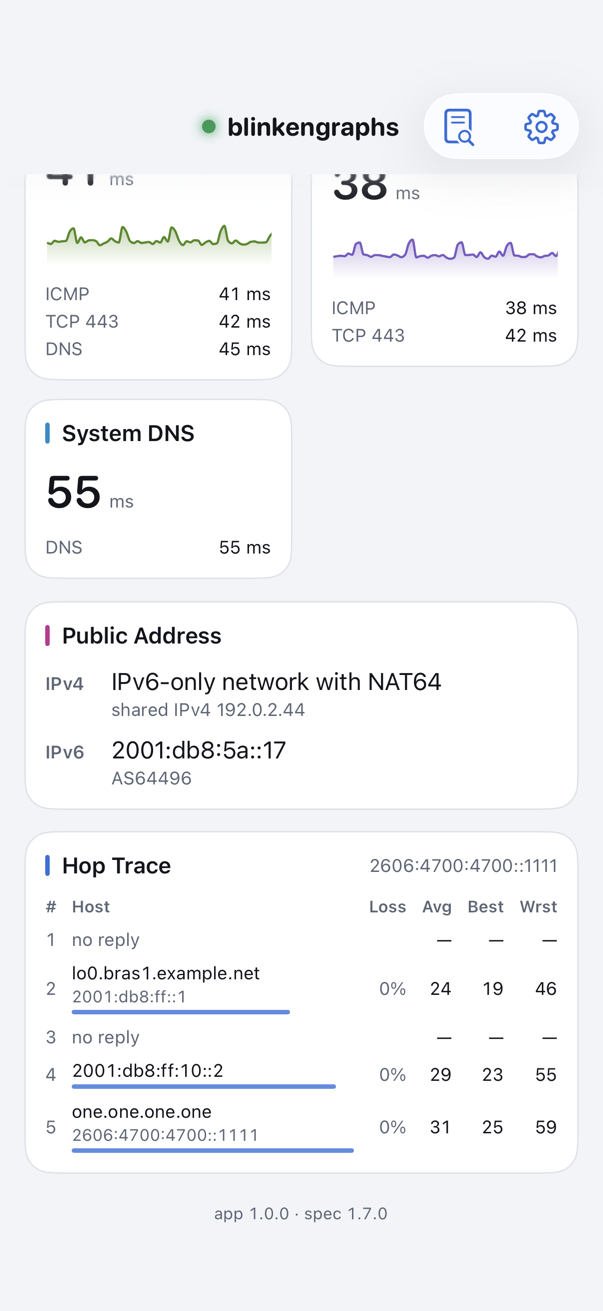 blinkengraphs
41 ms
38 ms
ICMP 41 ms
TCP 443 42 ms
DNS 45 ms
ICMP 38 ms
TCP 443 42 ms
System DNS
55 ms
DNS 55 ms
Public Address
IPv4 IPv6-only network with NAT64
shared IPv4 192.0.2.44
IPv6 2001:db8:5a::17
AS64496
Hop Trace 2606:4700:4700::1111
# Host Loss Avg Best Wrst
1 no reply — — —
lo0.bras1.example.net
2 2001:db8:ff::1 0% 24 19 46
3 no reply — — —
4 2001:db8:ff:10::2 0% 29 23 55
one.one.one.one
5 2606:4700:4700::1111 0% 31 25 59
app 1.0.0 · spec 1.7.0